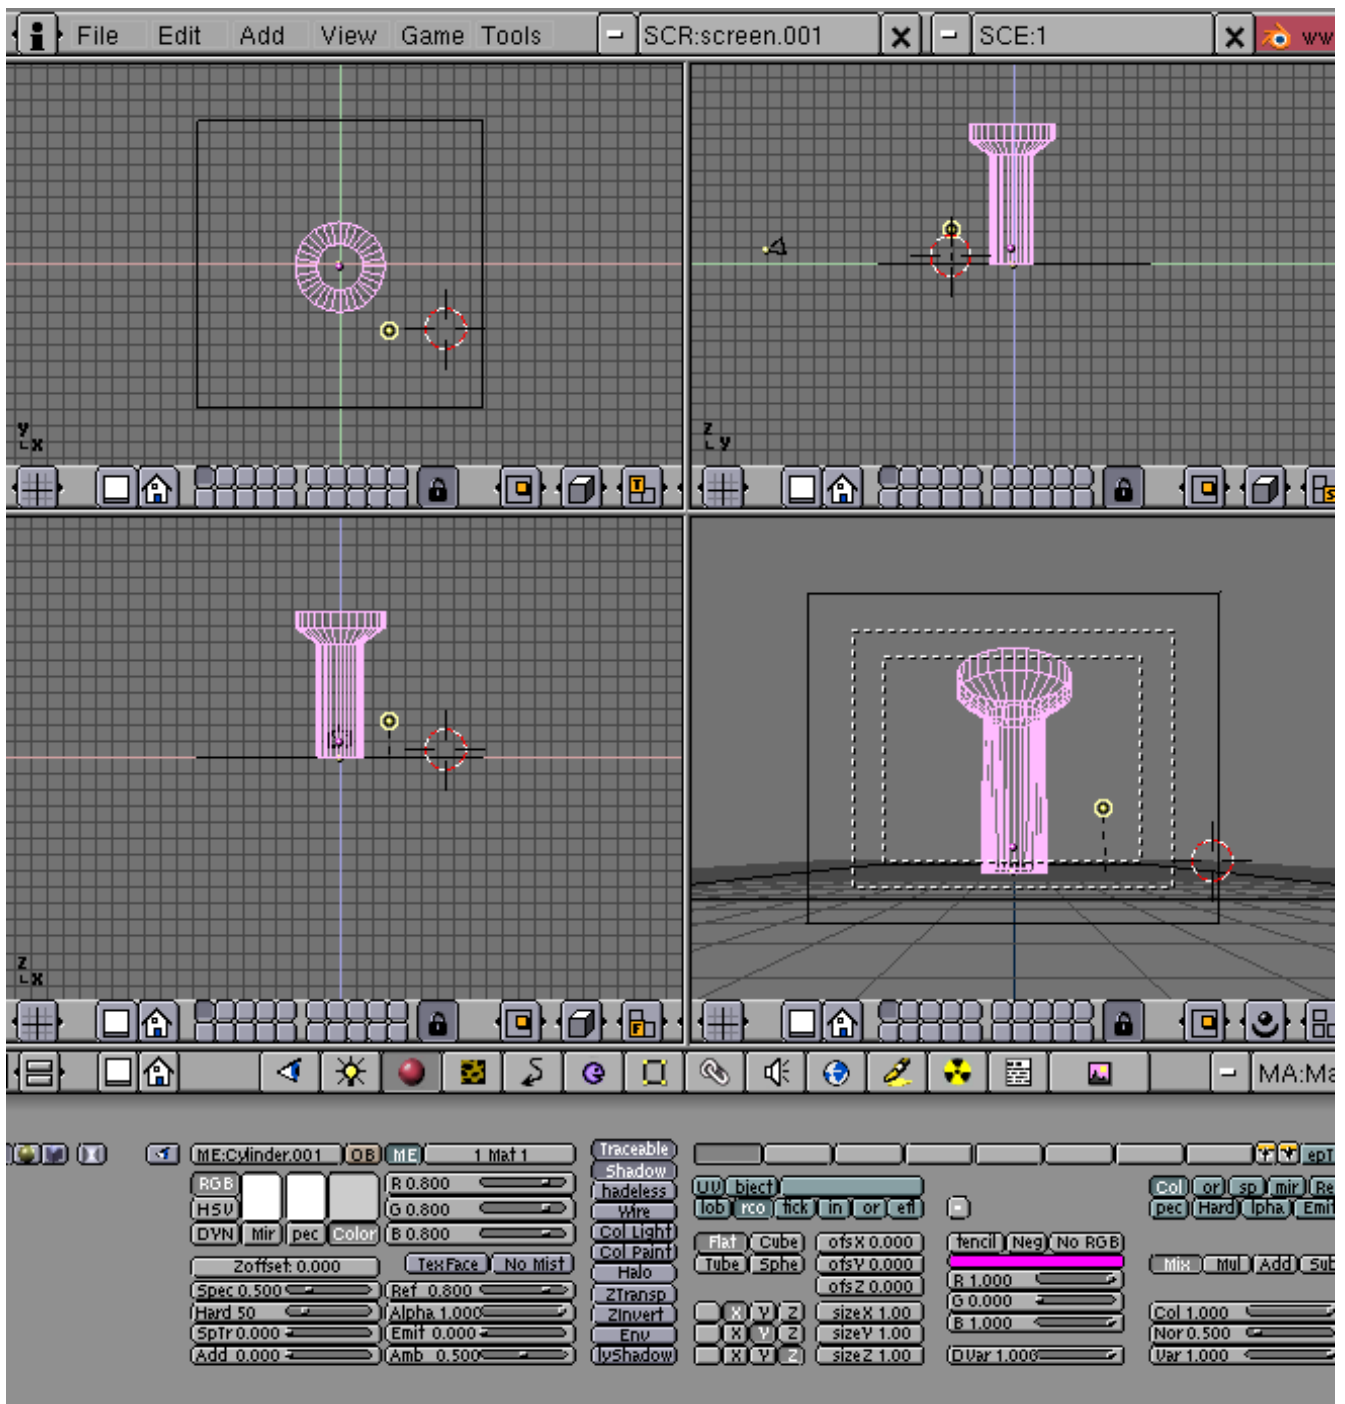 File Edit Add View Game Tools - SCR:screen.001 X - SCE:1 X ww
y
x
z
y
z
x
- MA:Ma
ME:Cylinder.001 OB ME 1 Mat 1
RGB
HSV
DYN Mir pec Color
R 0.800
G 0.800
B 0.800
Zoffset: 0.000 TexFace No Mist
Spec 0.500 Ref 0.800
Hard 50 Alpha 1.000
SpTr 0.000 Emit 0.000
Add 0.000 Amb 0.500
Traceable
Shadow
hadeless
Wire
Col Light
Col Paint
Halo
ZTransp
ZInvert
Env
lyShadow
UV bject
lob rco tick in or efl
Flat Cube
Tube Sphe
ofsX 0.000
ofsY 0.000
ofsZ 0.000
X Y Z sizeX 1.00
X Y Z sizeY 1.00
X Y Z sizeZ 1.00
tencil Neg No RGB
R 1.000
G 0.000
B 1.000
DVar 1.000
epT
Col or sp mir Re
pec Hard lpha Emit
Mix Mul Add Sub
Col 1.000
Nor 0.500
Var 1.000